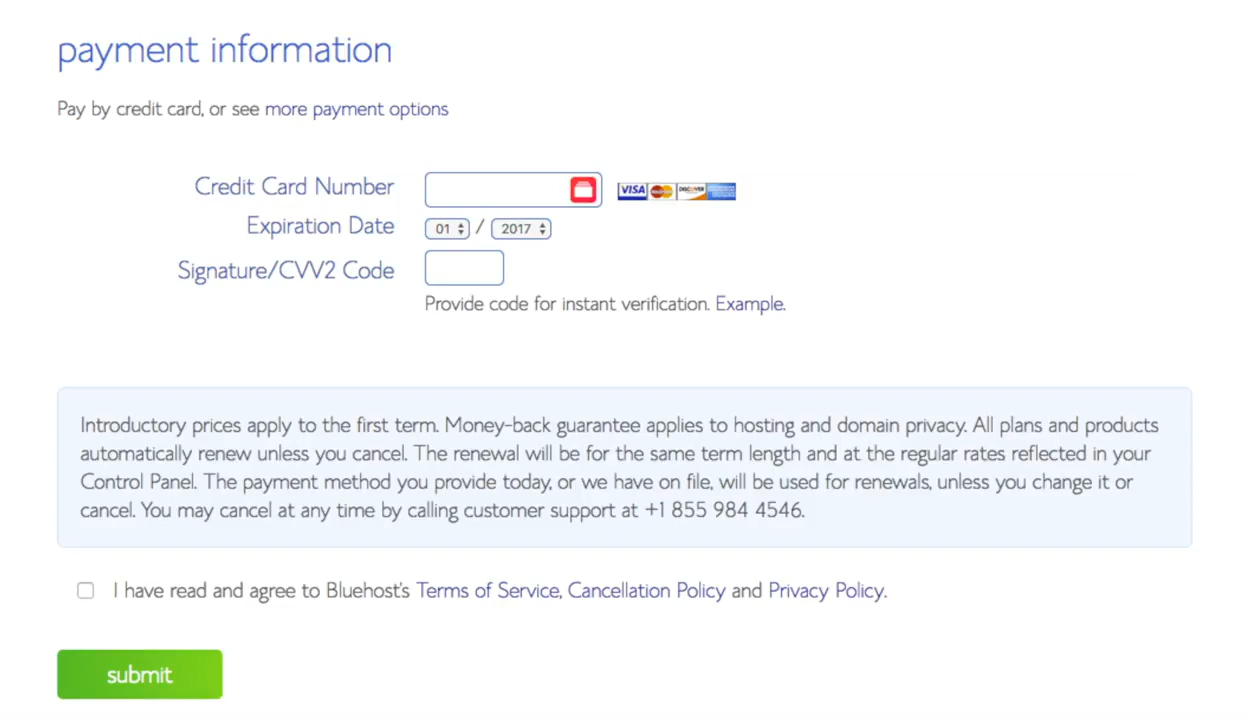 payment information
Pay by credit card, or see more payment options
Credit Card Number
VISA
DISCOVER
Expiration Date
01 / 2017
Signature/CVV2 Code
Provide code for instant verification. Example.
Introductory prices apply to the first term. Money-back guarantee applies to hosting and domain privacy. All plans and products
automatically renew unless you cancel. The renewal will be for the same term length and at the regular rates reflected in your
Control Panel. The payment method you provide today, or we have on file, will be used for renewals, unless you change it or
cancel. You may cancel at any time by calling customer support at +1 855 984 4546.
I have read and agree to Bluehost's Terms of Service, Cancellation Policy and Privacy Policy.
submit